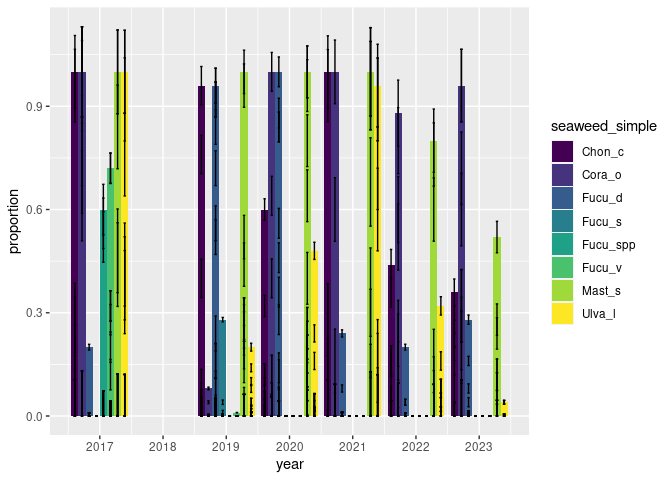 proportion
0.9
0.6
0.3
0.0
2017 2018 2019 2020 2021 2022 2023
year
seaweed_simple
Chon_c
Cora_o
Fucu_d
Fucu_s
Fucu_spp
Fucu_v
Mast_s
Ulva_l